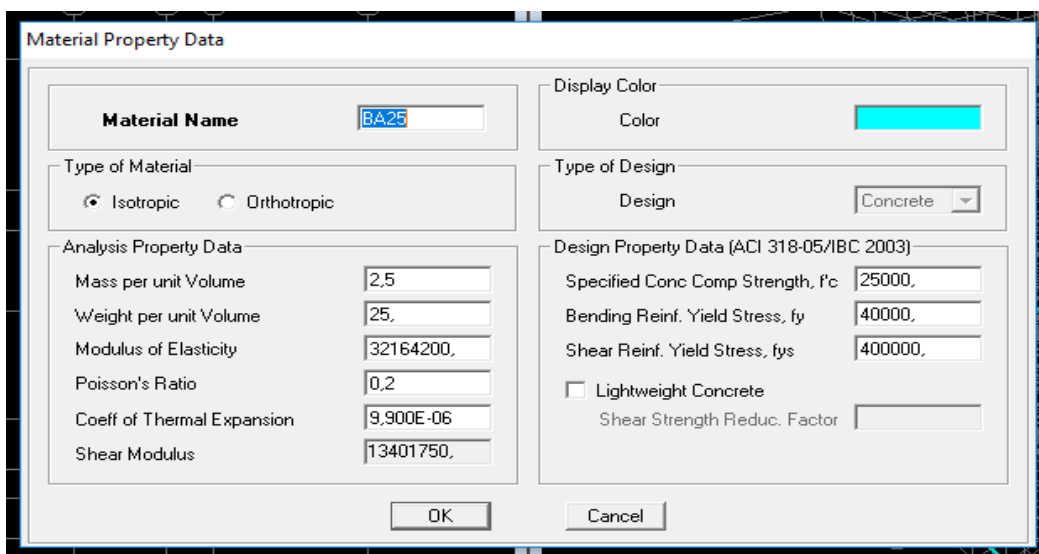 Material Property Data
Material Name BA25
Display Color
Color
Type of Material
Isotropic Orthotropic
Type of Design
Design Concrete
Analysis Property Data
Mass per unit Volume 2,5
Weight per unit Volume 25,
Modulus of Elasticity 32164200,
Poisson's Ratio 0,2
Coeff of Thermal Expansion 9,900E-06
Shear Modulus 13401750,
Design Property Data (ACI 318-05/IBC 2003)
Specified Conc Comp Strength, f'c 25000,
Bending Reinf. Yield Stress, fy 40000,
Shear Reinf. Yield Stress, fys 400000,
Lightweight Concrete
Shear Strength Reduc. Factor
OK Cancel